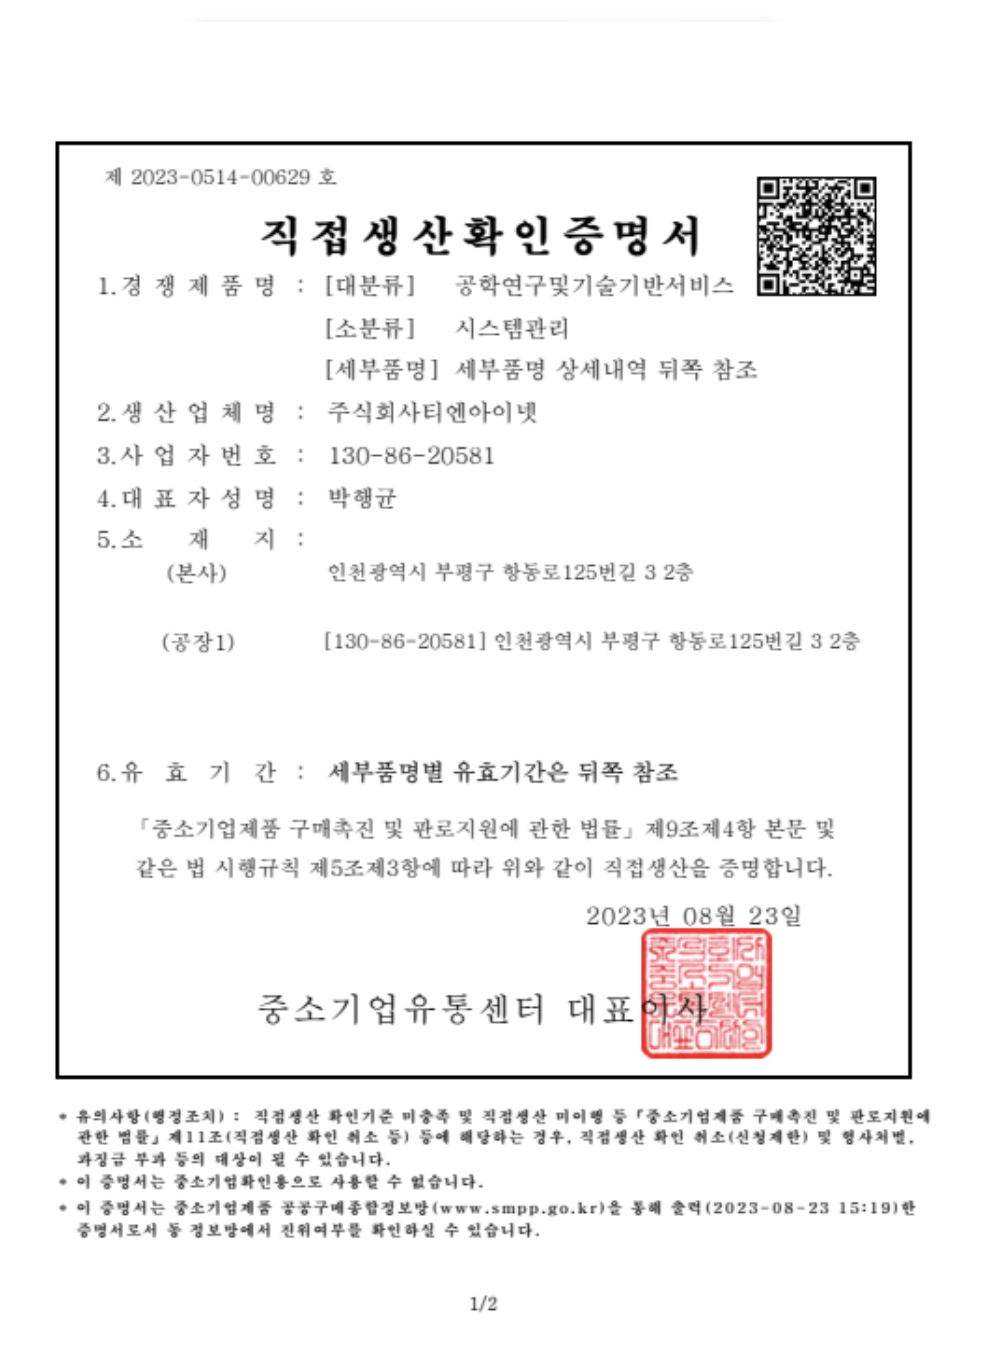 제 2023-0514-00629 호
직접생산확인증명서
1.경 쟁 제 품 명 : [대분류] 공학연구및기술기반서비스
[소분류] 시스템관리
[세부품명] 세부품명 상세내역 뒤쪽 참조
2.생 산 업 체 명 : 주식회사티엔아이넷
3.사 업 자 번 호 : 130-86-20581
4.대 표 자 성 명 : 박행균
5.소 재 지 :
(본사) 인천광역시 부평구 항동로125번길 3 2층
(공장1) [130-86-20581] 인천광역시 부평구 항동로125번길 3 2층
6.유 효 기 간 : 세부품명별 유효기간은 뒤쪽 참조
「중소기업제품 구매촉진 및 판로지원에 관한 법률」 제9조제4항 본문 및
같은 법 시행규칙 제5조제3항에 따라 위와 같이 직접생산을 증명합니다.
2023년 08월 23일
중소기업유통센터 대표이사
* 유의사항(행정조치) : 직접생산 확인기준 미충족 및 직접생산 미이행 등 「중소기업제품 구매촉진 및 판로지원에
관한 법률」 제11조(직접생산 확인 취소 등) 등에 해당하는 경우, 직접생산 확인 취소(신청제한) 및 형사처벌,
과징금 부과 등의 대상이 될 수 있습니다.
* 이 증명서는 중소기업확인용으로 사용할 수 없습니다.
* 이 증명서는 중소기업제품 공공구매종합정보망(www.smpp.go.kr)을 통해 출력(2023-08-23 15:19)한
증명서로서 동 정보망에서 진위여부를 확인하실 수 있습니다.
1/2